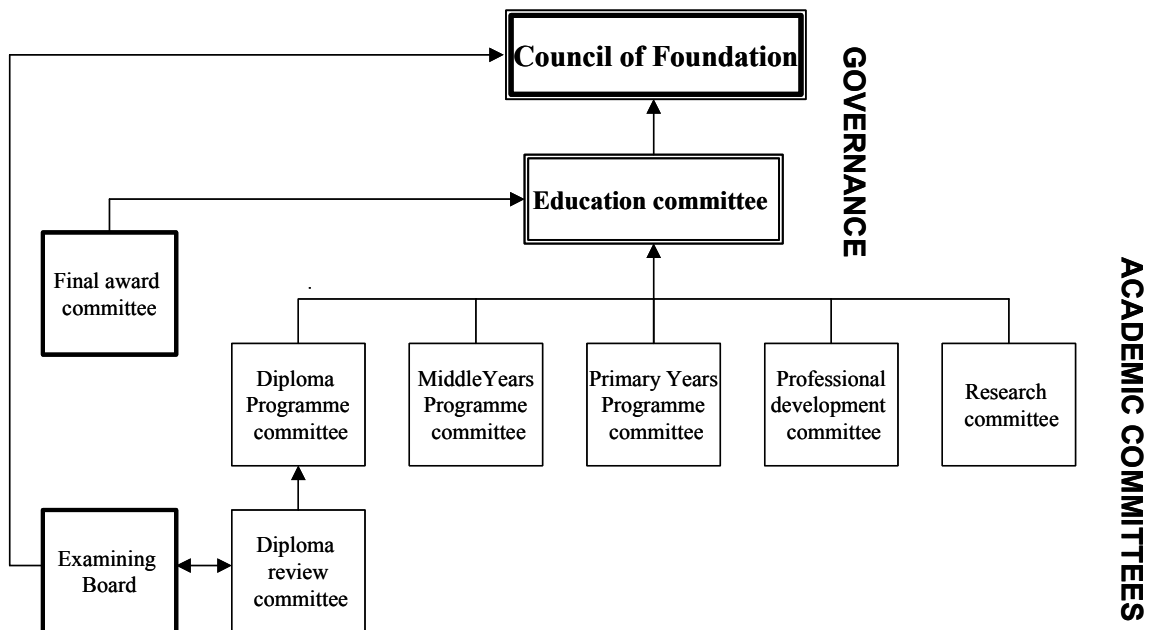 Council of Foundation
GOVERNANCE
Education committee
ACADEMIC COMMITTEES
Final award
committee
Diploma
Programme
committee
MiddleYears
Programme
committee
Primary Years
Programme
committee
Professional
development
committee
Research
committee
Examining
Board
Diploma
review
committee